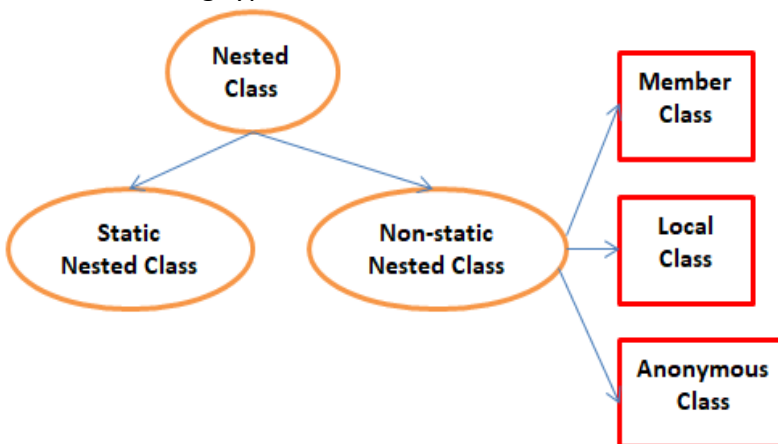 Nested
Class
Static
Nested Class
Non-static
Nested Class
Member
Class
Local
Class
Anonymous
Class